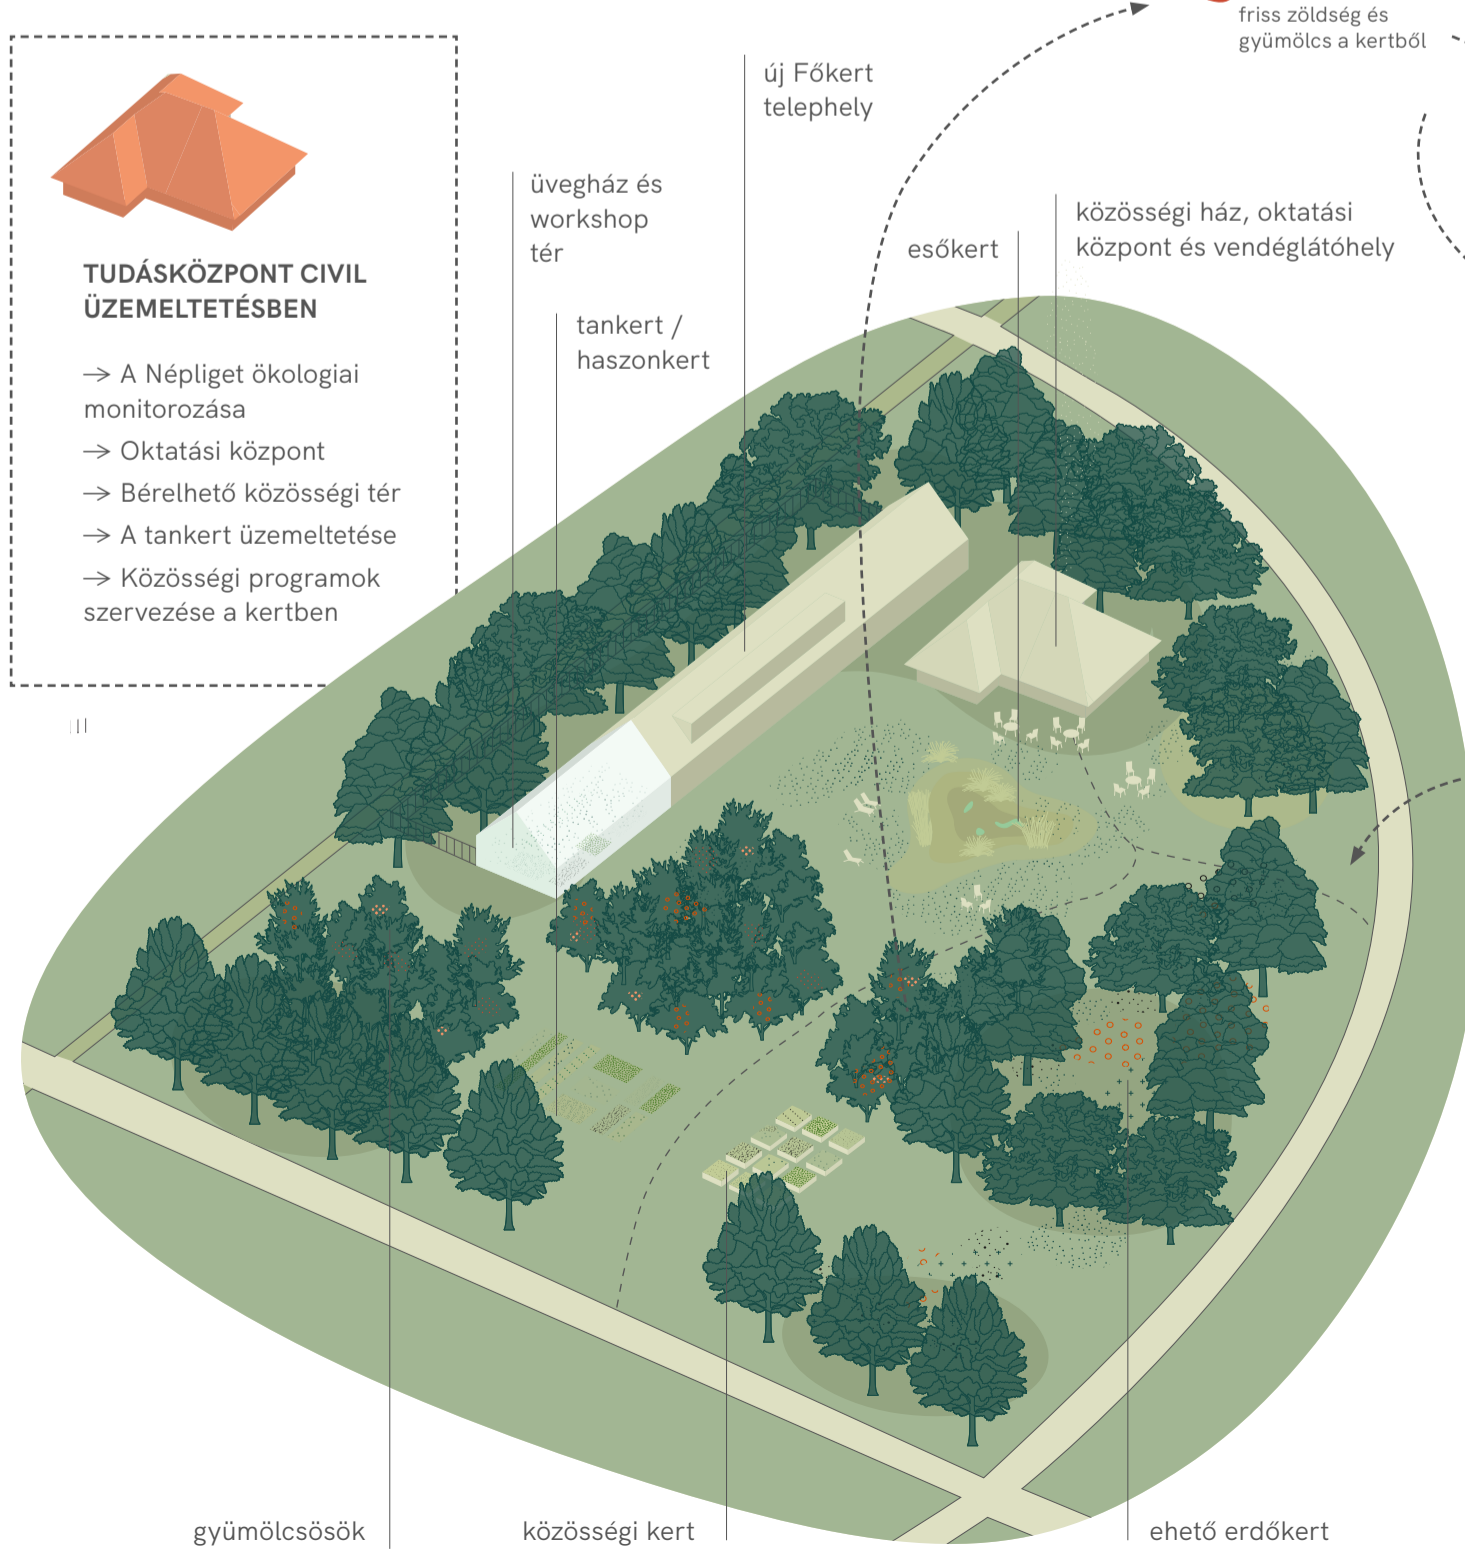 friss zöldség és
gyümölcs a kertből
új Főkert
telephely
üvegház és
workshop
tér
közösségi ház, oktatási
központ és vendéglátóhely
esőkert
tankert /
haszonkert
TUDÁSKÖZPONT CIVIL
ÜZEMELTETÉSBEN
→ A Népliget ökologiai
monitorozása
→ Oktatási központ
→ Bérelhető közösségi tér
→ A tankert üzemeltetése
→ Közösségi programok
szervezése a kertben
gyümölcsösök
közösségi kert
ehető erdőkert